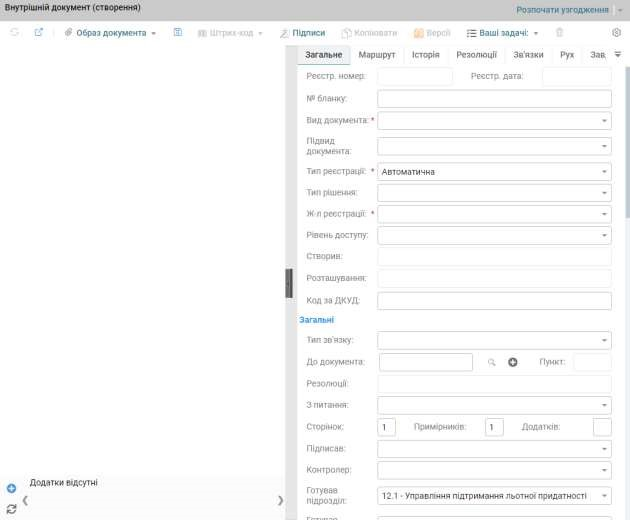 Внутрішній документ (створення)
Розпочати узгодження
Образ документа
Штрих-код
Підписи
Копіювати
Версії
Ваші задачі:
Загальне Маршрут Історія Резолюції Зв'язки Рух Зав,
Реєстр. номер: Реєстр. дата:
№ бланку:
Вид документа: *
Підвид
документа:
Тип реєстрації: * Автоматична
Тип рішення:
Ж-л реєстрації: *
Рівень доступу:
Створив:
Розташування:
Код за ДКУД:
Загальні
Тип зв'язку:
До документа: Пункт:
Резолюції:
З питання:
Сторінок: 1 Примірників: 1 Додатків:
Підписав:
Контролер:
Готував
підрозділ: 12.1 - Управління підтримання льотної придатності
Готував
Додатки відсутні